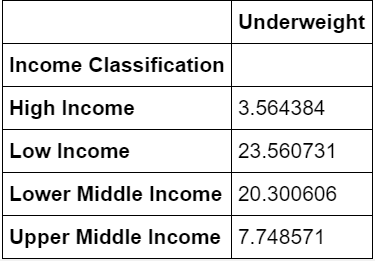 Underweight
Income Classification
High Income 3.564384
Low Income 23.560731
Lower Middle Income 20.300606
Upper Middle Income 7.748571